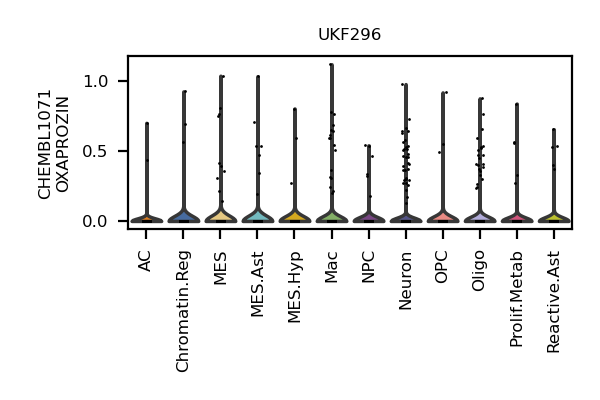 UKF296
CHEMBL1071
OXAPROZIN
1.0
0.5
0.0
AC
Chromatin.Reg
MES
MES.Ast
MES.Hyp
Mac
NPC
Neuron
OPC
Oligo
Prolif.Metab
Reactive.Ast